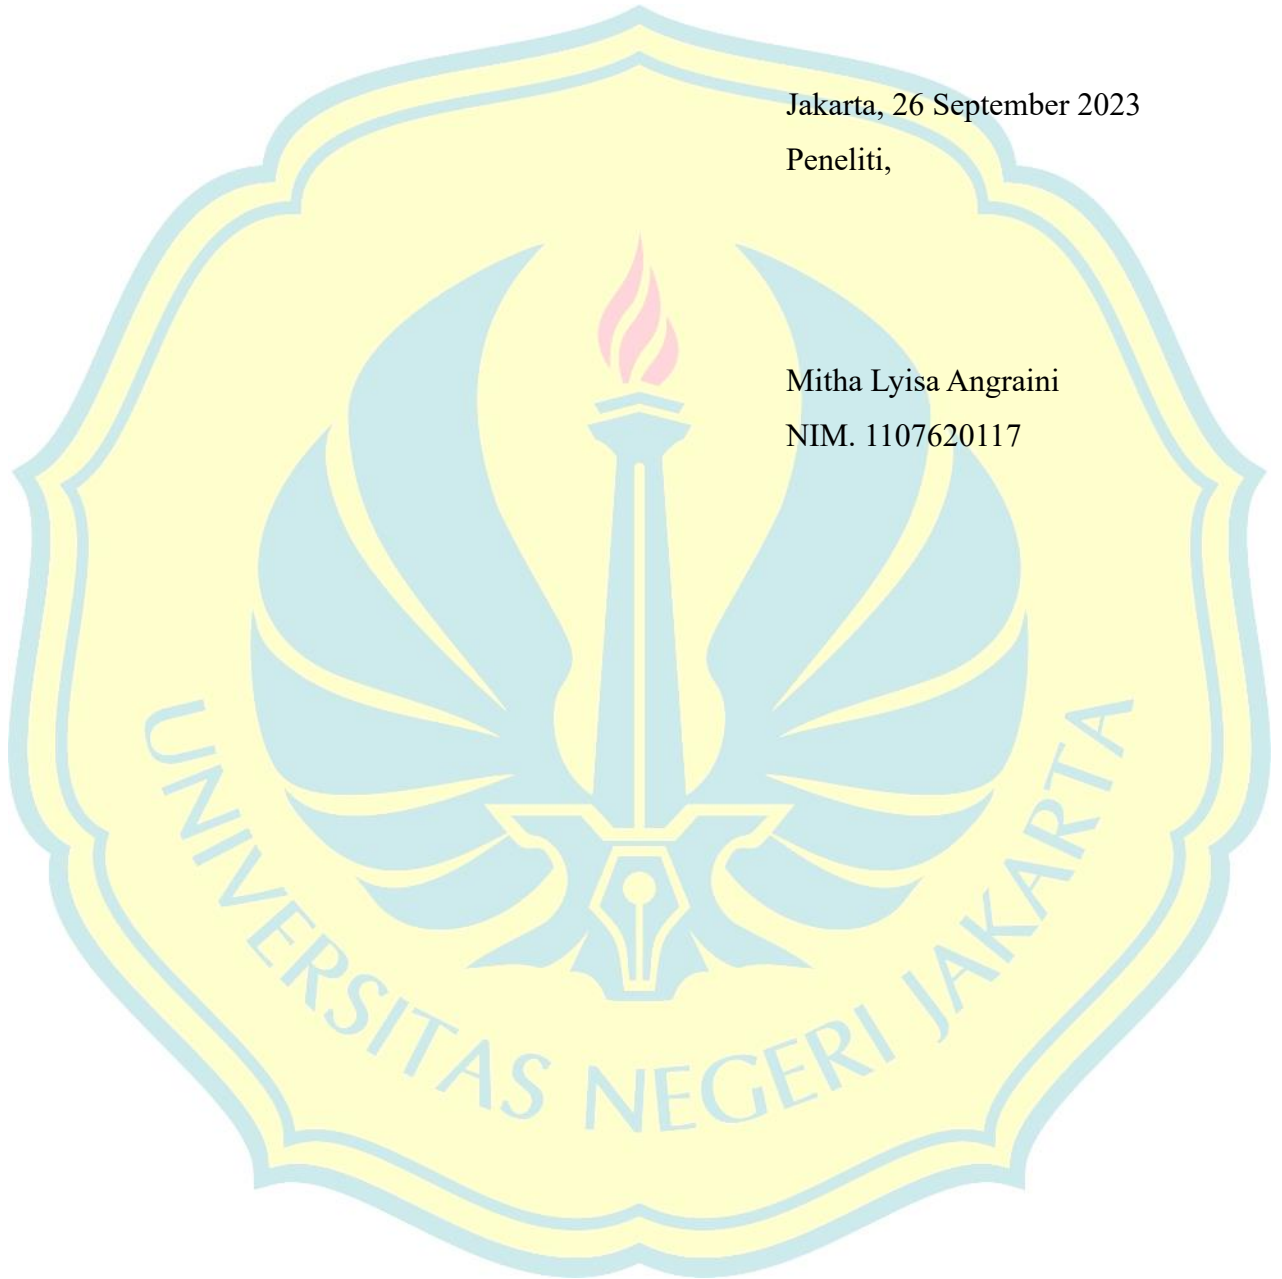 Jakarta, 26 September 2023
Peneliti,
Mitha Lyisa Angraini
NIM. 1107620117
UNIVERSITAS NEGERI JAKARTA